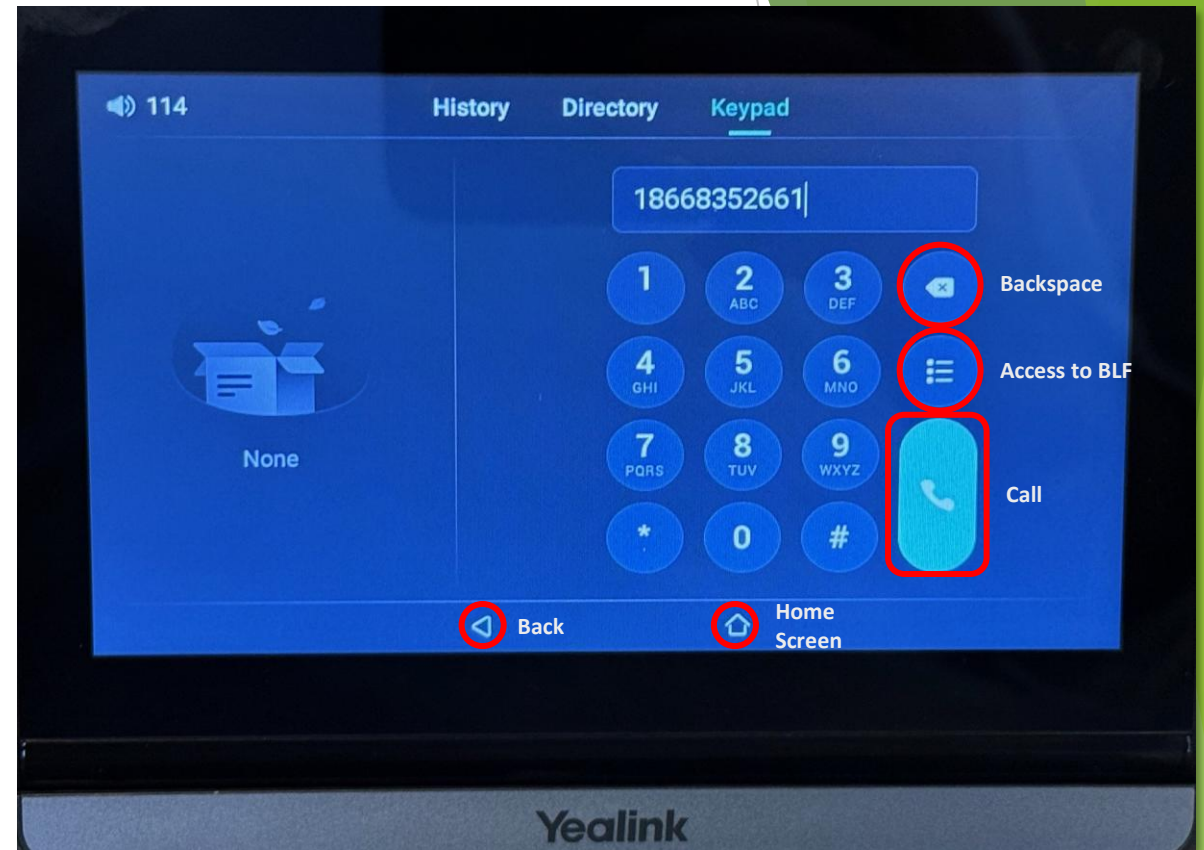 114
History
Directory
Keypad
18668352661
1
2
ABC
3
DEF
Backspace
4
GHI
5
JKL
6
MNO
Access to BLF
7
PQRS
8
TUV
9
WXYZ
Call
*
0
#
None
Back
Home
Screen
Yealink